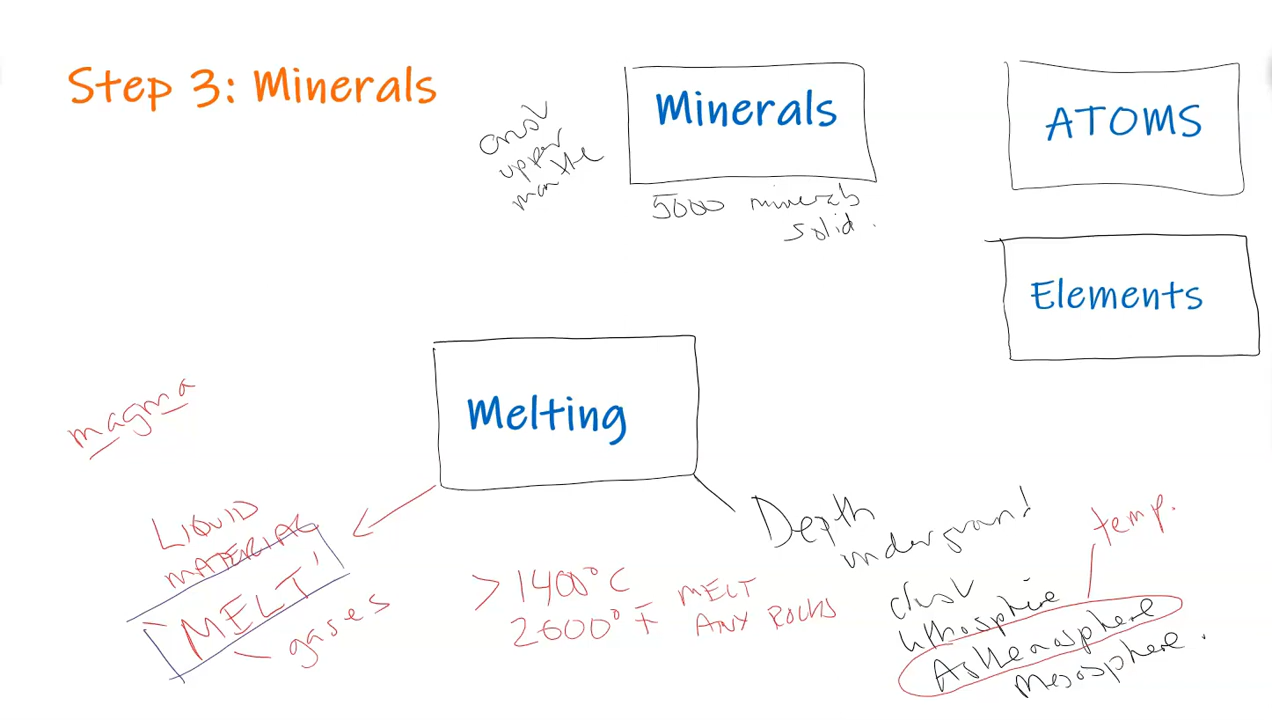 Step 3: Minerals
Minerals
ATOMS
crust
upper
mantle
5000 minerals
solid.
Elements
Melting
magma
LIQUID
MATERIAL
"MELT"
gases
>1400°C MELT
2600°F ANY ROCKS
Depth
underground
temp.
crust
lithosphere
Asthenosphere
mesosphere.